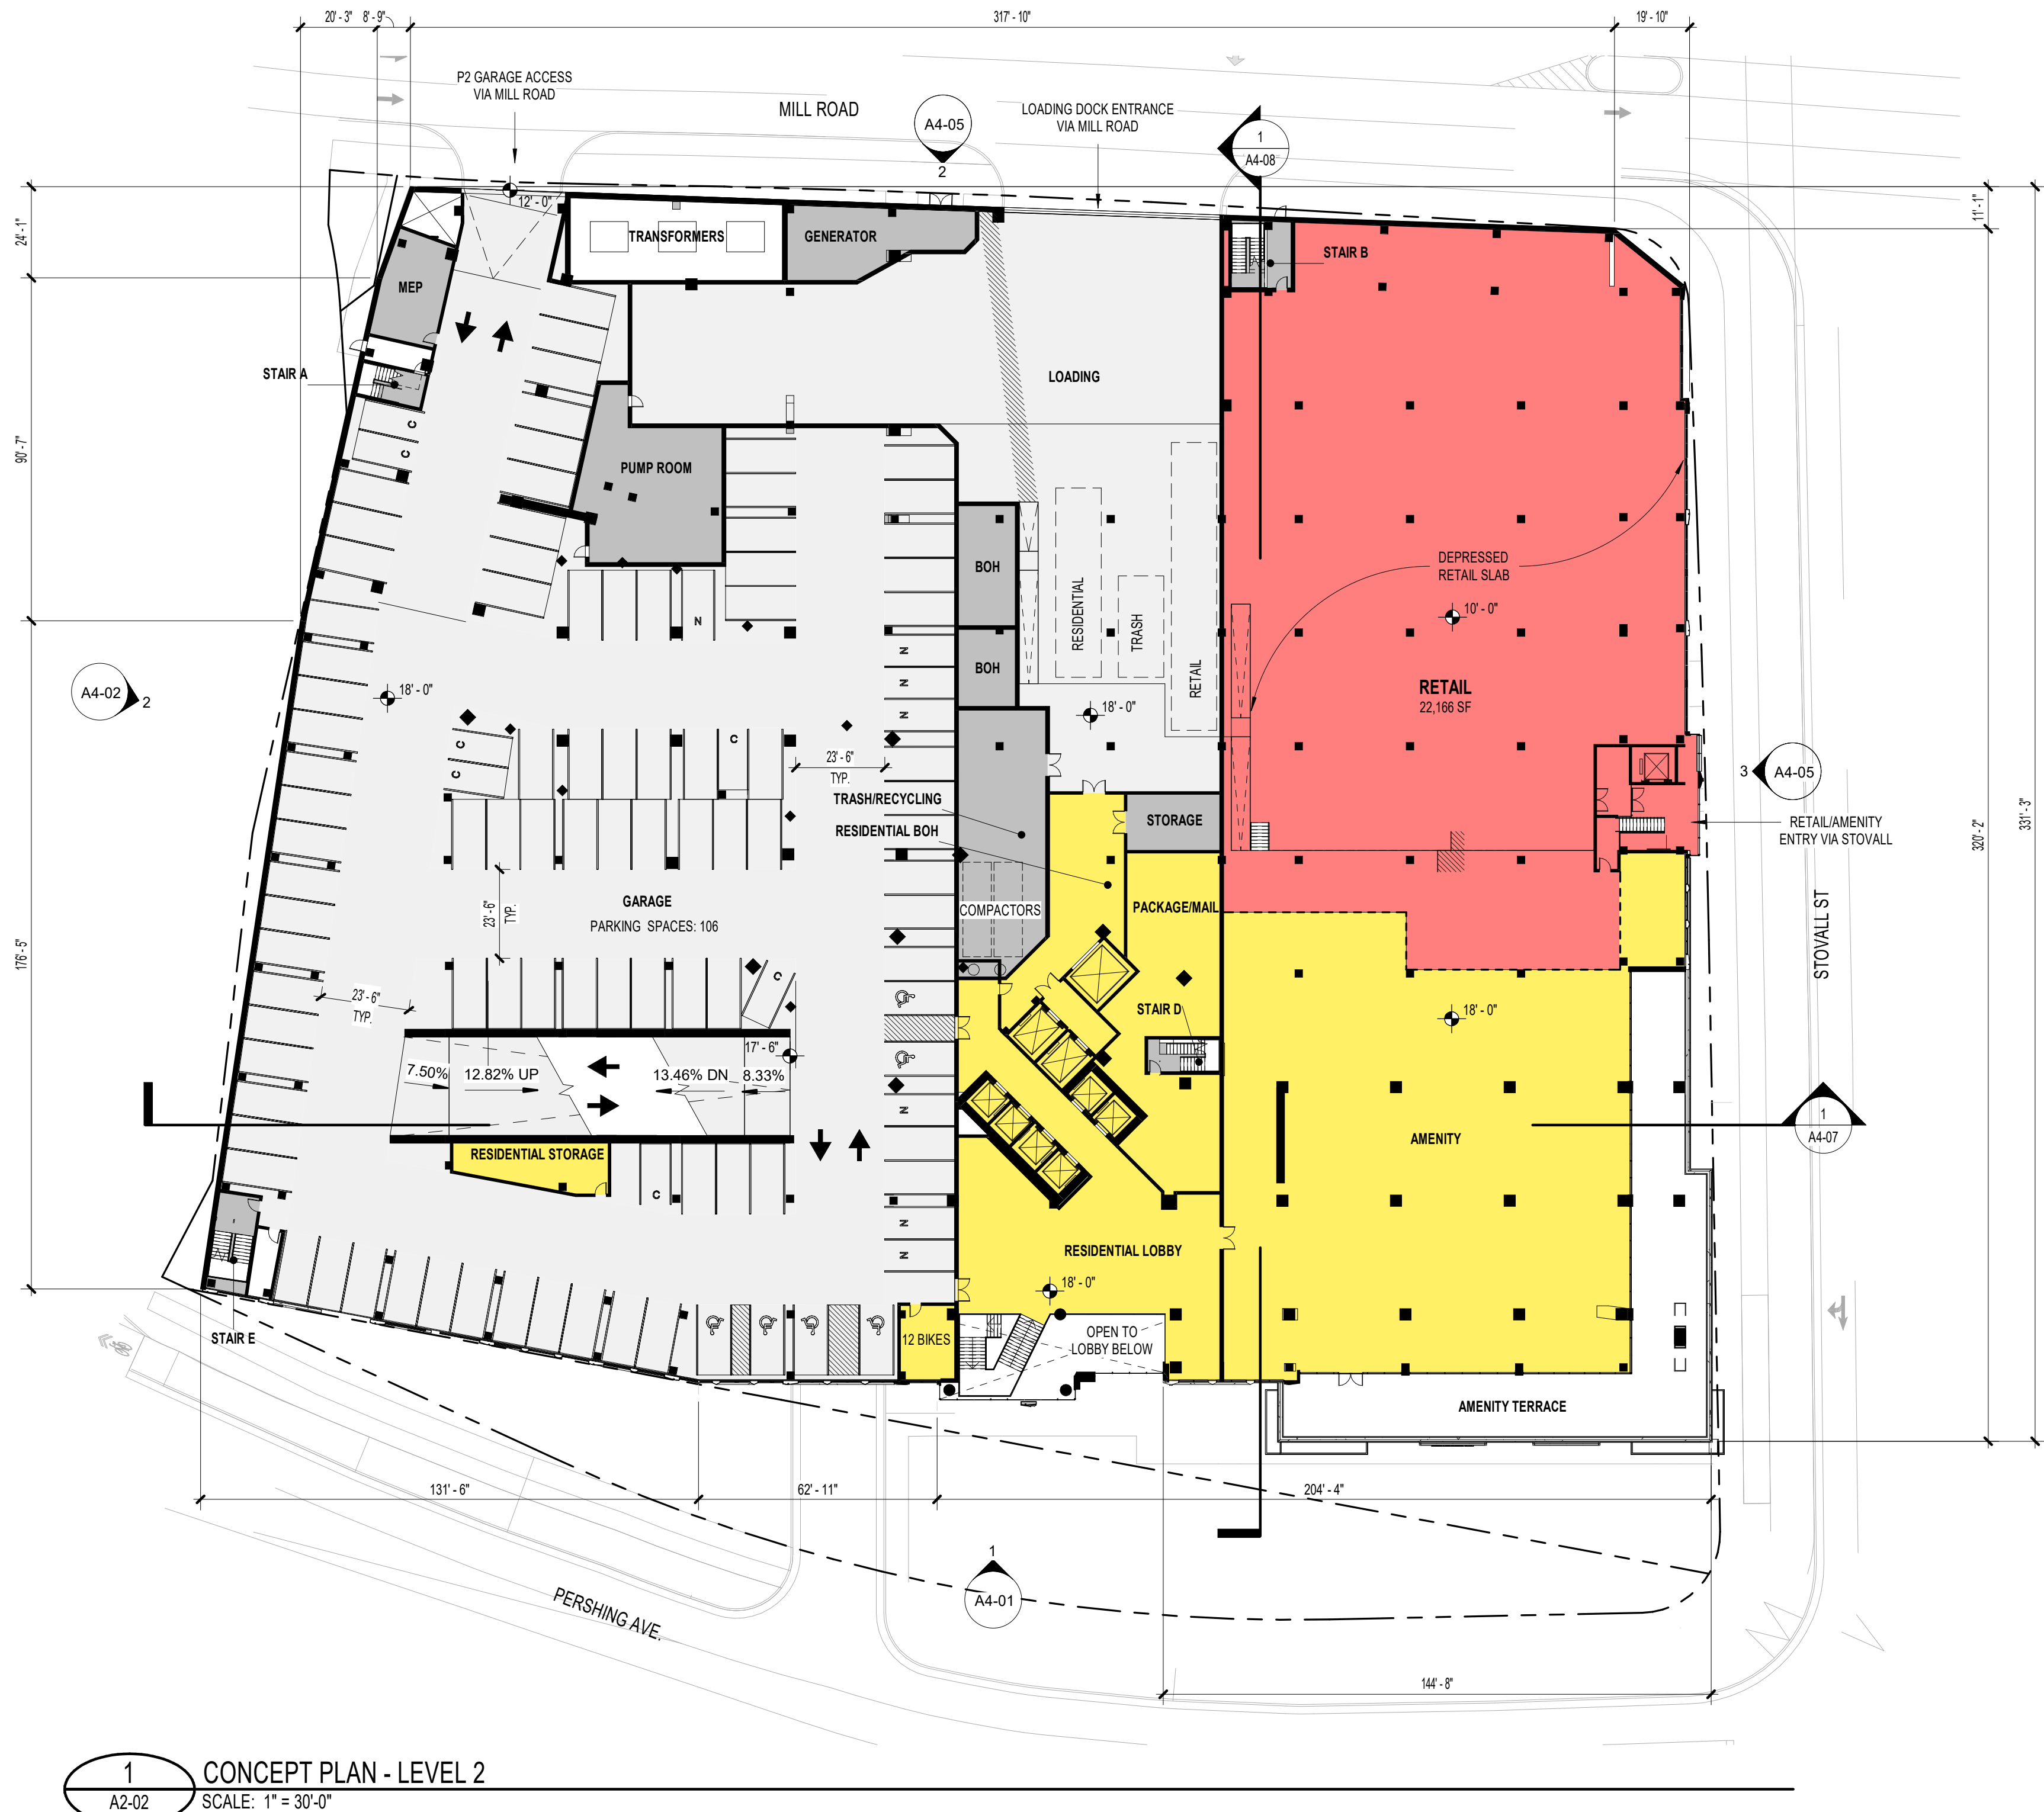 20' - 3"
8' - 9"
317' - 10"
19' - 10"
P2 GARAGE ACCESS
VIA MILL ROAD
MILL ROAD
A4-05
2
LOADING DOCK ENTRANCE
VIA MILL ROAD
1
A4-08
24' - 1"
11' - 1"
12' - 0"
TRANSFORMERS
GENERATOR
STAIR B
MEP
STAIR A
LOADING
C
C
90' - 7"
PUMP ROOM
BOH
DEPRESSED
RETAIL SLAB
RESIDENTIAL
TRASH
RETAIL
10' - 0"
N
N
N
N
BOH
A4-02
2
18' - 0"
18' - 0"
RETAIL
22,166 SF
C
C
C
23' - 6"
TYP.
3
A4-05
TRASH/RECYCLING
RESIDENTIAL BOH
STORAGE
RETAIL/AMENITY
ENTRY VIA STOVALL
320' - 2"
331' - 3"
GARAGE
PARKING SPACES: 106
23' - 6"
TYP.
COMPACTORS
PACKAGE/MAIL
STOVALL ST
176' - 5"
C
23' - 6"
TYP.
STAIR D
18' - 0"
17' - 6"
7.50%
12.82% UP
13.46% DN
8.33%
N
1
A4-07
AMENITY
RESIDENTIAL STORAGE
C
N
N
RESIDENTIAL LOBBY
18' - 0"
STAIR E
12 BIKES
OPEN TO
LOBBY BELOW
AMENITY TERRACE
131' - 6"
62' - 11"
204' - 4"
1
A4-01
PERSHING AVE.
144' - 8"
1
A2-02
CONCEPT PLAN - LEVEL 2
SCALE: 1" = 30'-0"